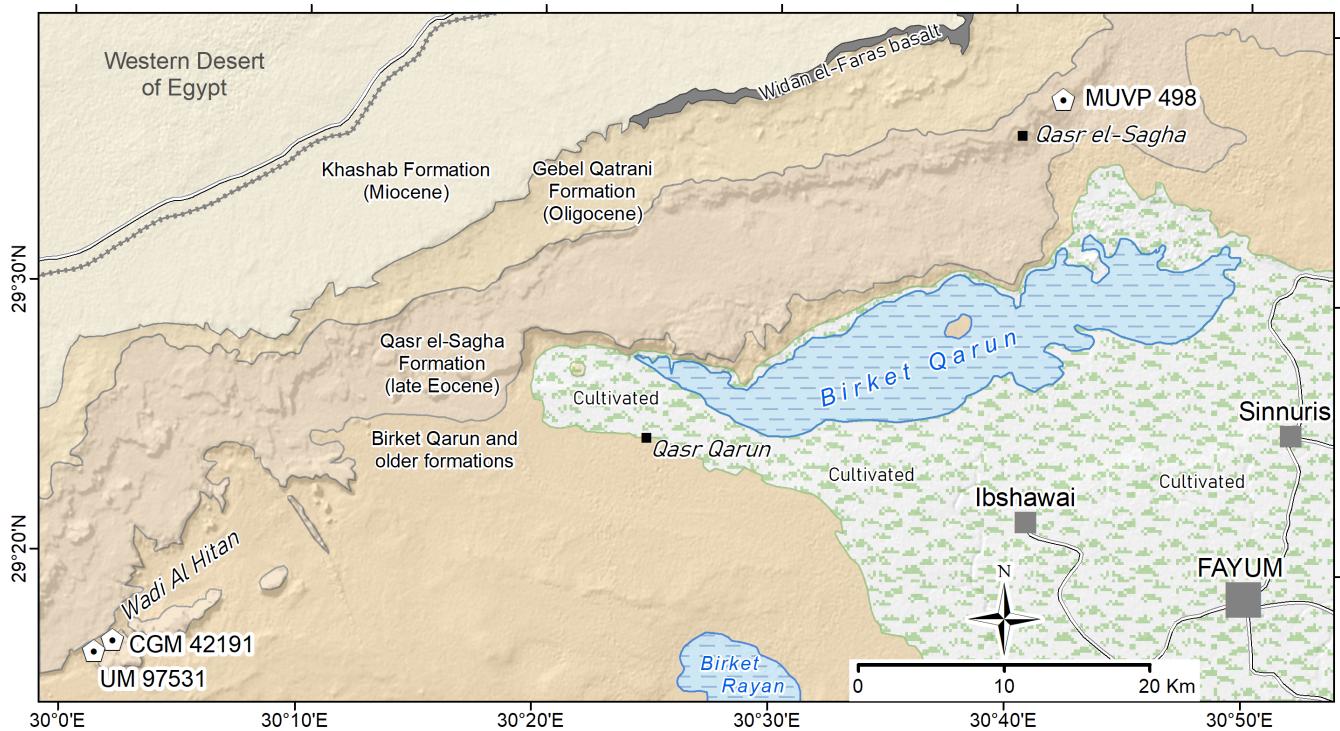 Western Desert
of Egypt
Widan el-Faras basalt
MUVP 498
Qasr el-Sagha
Khashab Formation
(Miocene)
Gebel Qatrani
Formation
(Oligocene)
29°30'N
Qasr el-Sagha
Formation
(late Eocene)
Birket Qarun
Cultivated
Sinnuris
Birket Qarun and
older formations
Qasr Qarun
Cultivated
Cultivated
Ibshawai
29°20'N
Wadi Al Hitan
FAYUM
N
CGM 42191
UM 97531
Birket
Rayan
0 10 20 Km
30°0'E 30°10'E 30°20'E 30°30'E 30°40'E 30°50'E